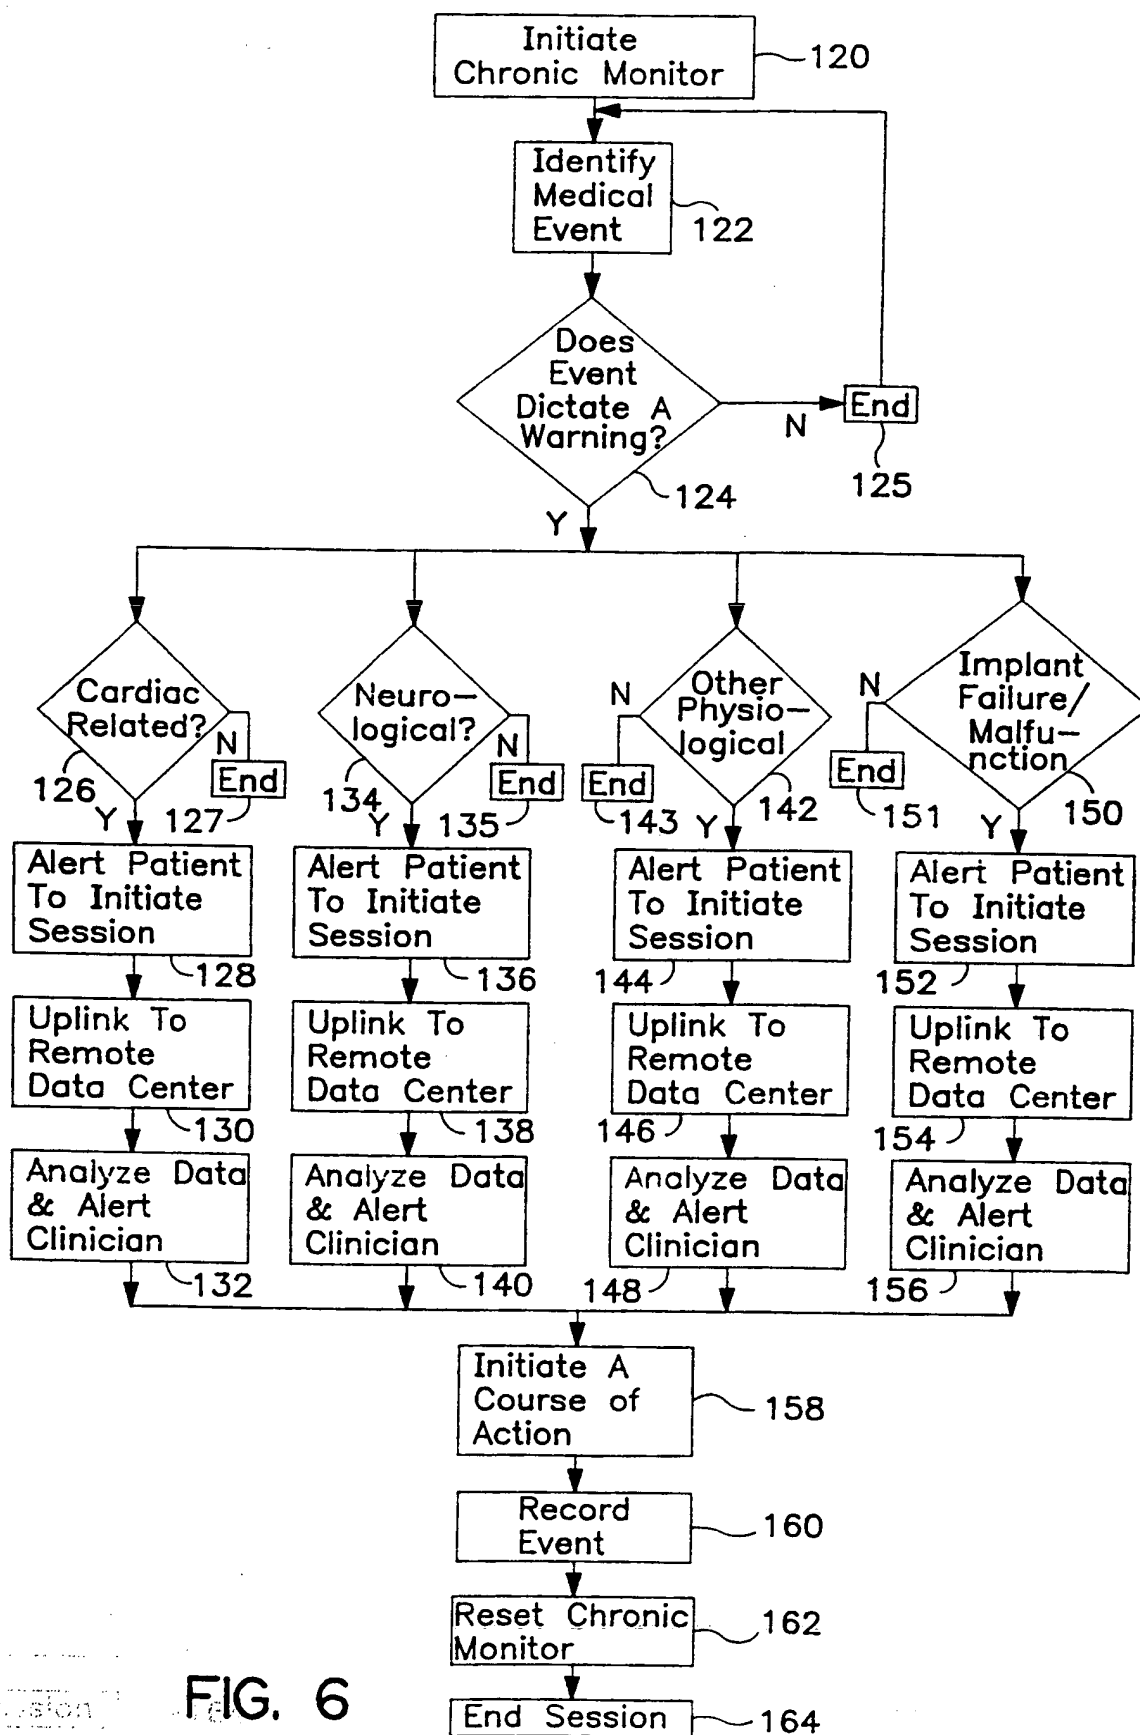 Initiate
Chronic Monitor
120
Identify
Medical
Event
122
Does
Event
Dictate A
Warning?
N
End
125
124
Y
Cardiac
Related?
N
End
126
127
Y
Neuro-
logical?
N
End
134
135
Y
Other
Physio-
logical
N
End
143
142
Y
Implant
Failure/
Malfu-
nction
N
End
151
150
Y
Alert Patient
To Initiate
Session
128
Alert Patient
To Initiate
Session
136
Alert Patient
To Initiate
Session
144
Alert Patient
To Initiate
Session
152
Uplink To
Remote
Data Center
130
Uplink To
Remote
Data Center
138
Uplink To
Remote
Data Center
146
Uplink To
Remote
Data Center
154
Analyze Data
& Alert
Clinician
132
Analyze Data
& Alert
Clinician
140
Analyze Data
& Alert
Clinician
148
Analyze Data
& Alert
Clinician
156
Initiate A
Course of
Action
158
Record
Event
160
Reset Chronic
Monitor
162
End Session
164
FIG. 6